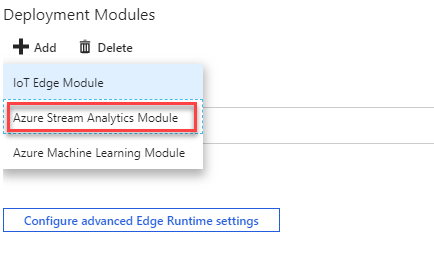 Deployment Modules
Add Delete
IoT Edge Module
Azure Stream Analytics Module
Azure Machine Learning Module
Configure advanced Edge Runtime settings